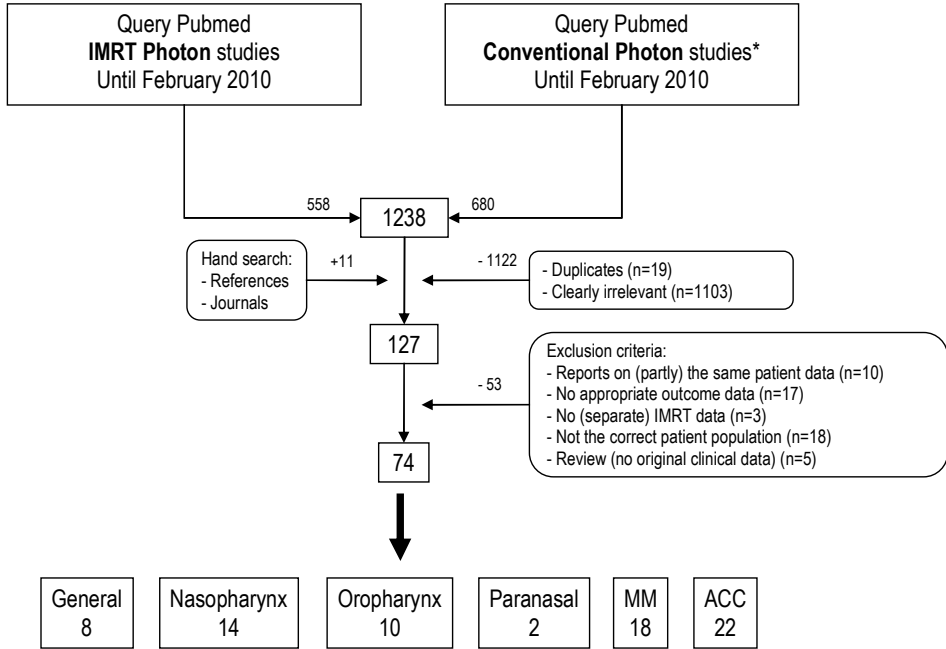 Query Pubmed
IMRT Photon studies
Until February 2010
Query Pubmed
Conventional Photon studies*
Until February 2010
558
680
1238
Hand search:
- References
- Journals
+11
- 1122
- Duplicates (n=19)
- Clearly irrelevant (n=1103)
127
- 53
Exclusion criteria:
- Reports on (partly) the same patient data (n=10)
- No appropriate outcome data (n=17)
- No (separate) IMRT data (n=3)
- Not the correct patient population (n=18)
- Review (no original clinical data) (n=5)
74
General
8
Nasopharynx
14
Oropharynx
10
Paranasal
2
MM
18
ACC
22